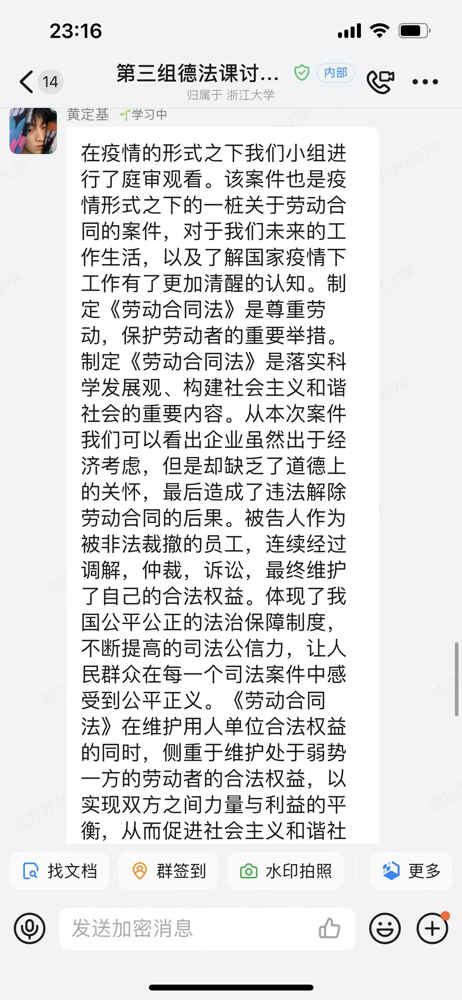 23:16
14
第三组德法课讨...
内部
归属于 浙江大学
黄定基 学习中
在疫情的形式之下我们小组进
行了庭审观看。该案件也是疫
情形式之下的一桩关于劳动合
同的案件，对于我们未来的工
作生活，以及了解国家疫情下
工作有了更加清醒的认知。制
定《劳动合同法》是尊重劳
动，保护劳动者的重要举措。
制定《劳动合同法》是落实科
学发展观、构建社会主义和谐
社会的重要内容。从本次案件
我们可以看出企业虽然出于经
济考虑，但是却缺乏了道德上
的关怀，最后造成了违法解除
劳动合同的后果。被告人作为
被非法裁撤的员工，连续经过
调解，仲裁，诉讼，最终维护
了自己的合法权益。体现了我
国公平公正的法治保障制度，
不断提高的司法公信力，让人
民群众在每一个司法案件中感
受到公平正义。《劳动合同
法》在维护用人单位合法权益
的同时，侧重于维护处于弱势
一方的劳动者的合法权益，以
实现双方之间力量与利益的平
衡，从而促进社会主义和谐社
找文档
群签到
水印拍照
更多
发送加密消息